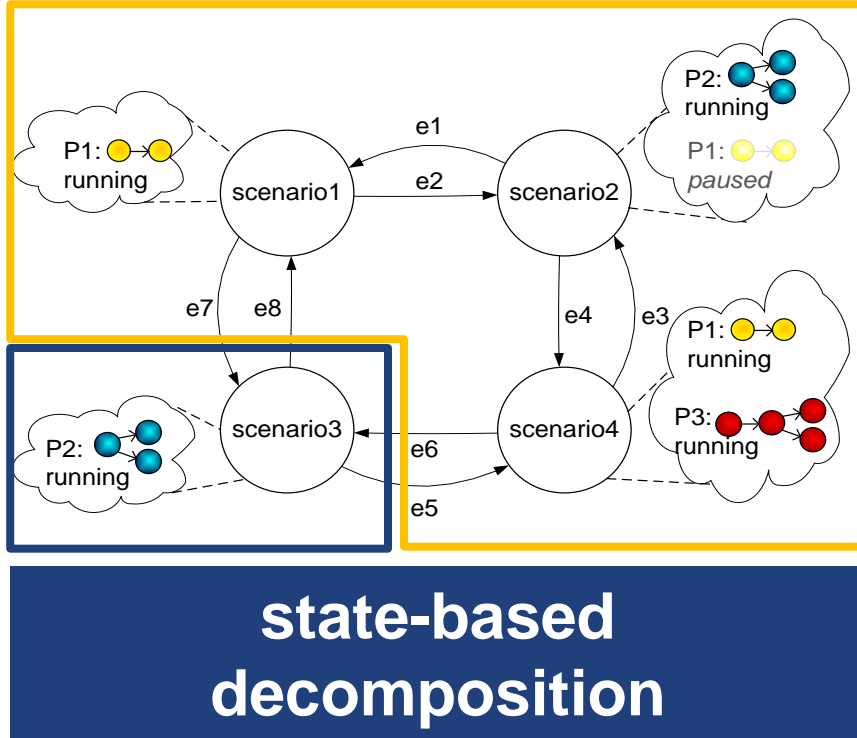 P2:
running
P1:
paused
e1
P1:
running
scenario1
e2
scenario2
e7
e8
e4
e3
P1:
running
P2:
running
scenario3
e6
scenario4
P3:
running
e5
state-based
decomposition